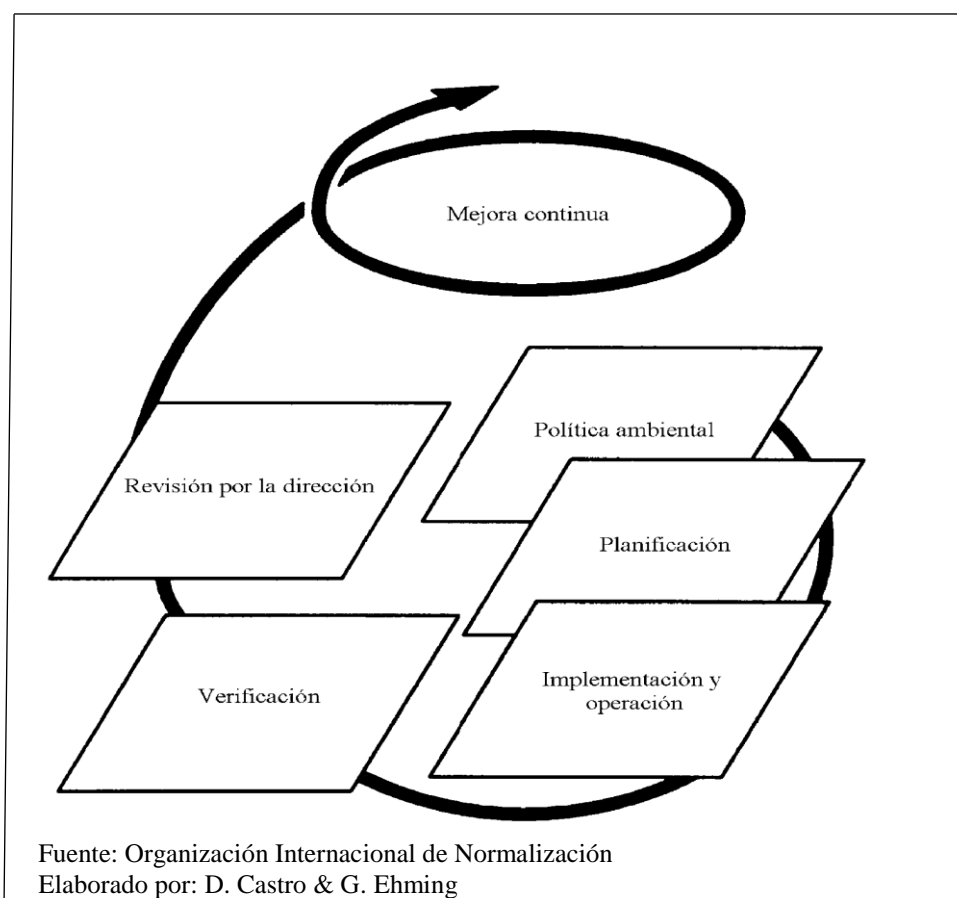 Mejora continua
Política ambiental
Revisión por la dirección
Planificación
Implementación y
operación
Verificación
Fuente: Organización Internacional de Normalización
Elaborado por: D. Castro & G. Ehming